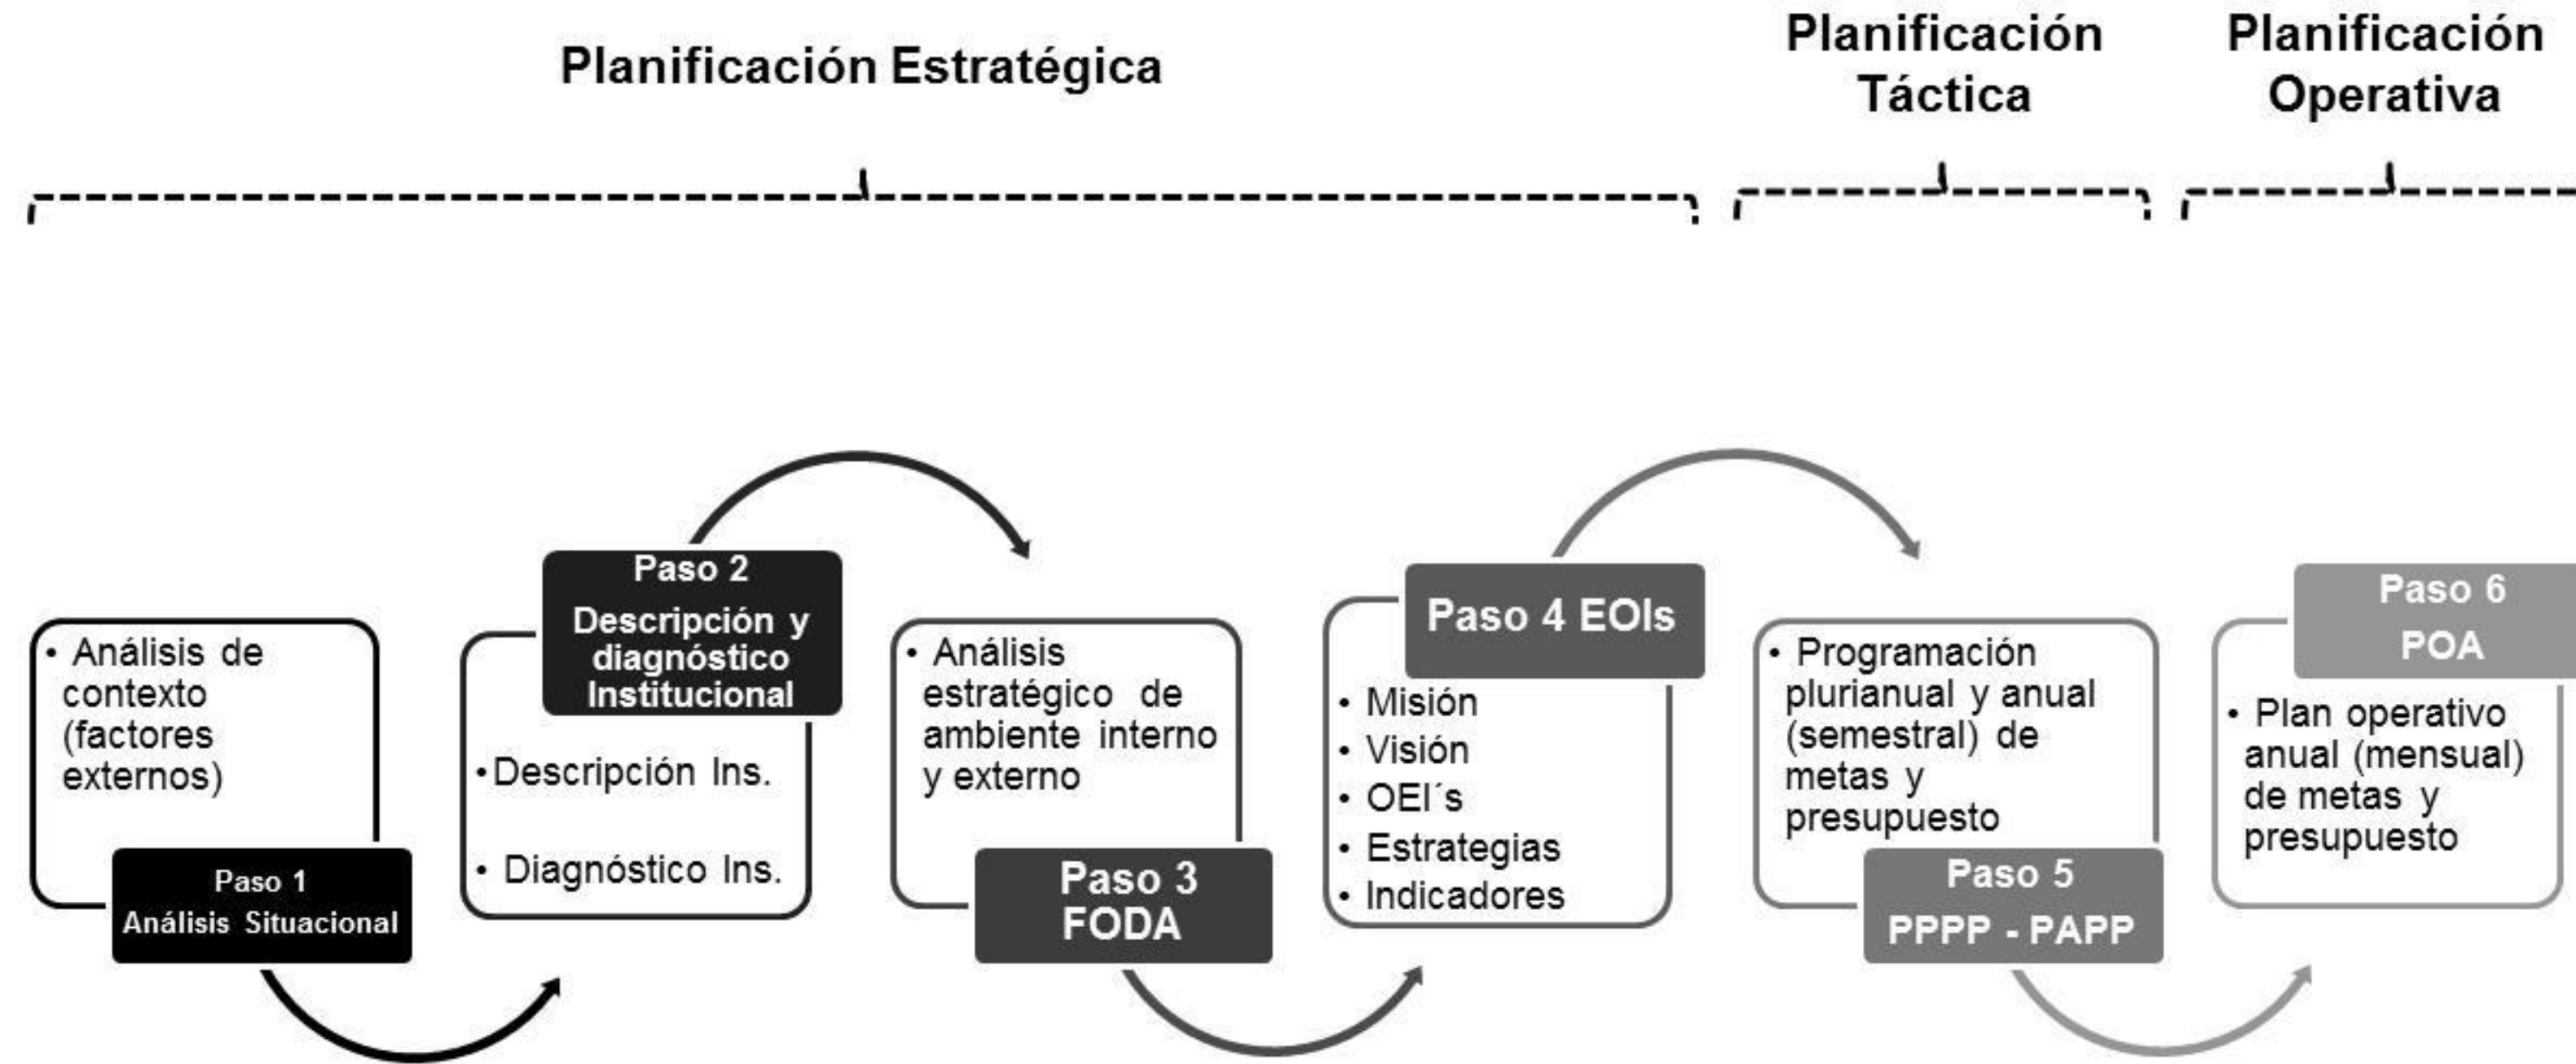 Planificación Estratégica
Planificación
Táctica
Planificación
Operativa
• Análisis de
contexto
(factores
externos)
Paso 1
Análisis Situacional
Paso 2
Descripción y
diagnóstico
Institucional
•Descripción Ins.
• Diagnóstico Ins.
• Análisis
estratégico de
ambiente interno
y externo
Paso 3
FODA
Paso 4 EOIs
• Misión
• Visión
• OEI´s
• Estrategias
• Indicadores
• Programación
plurianual y anual
(semestral) de
metas y
presupuesto
Paso 5
PPPP - PAPP
Paso 6
POA
• Plan operativo
anual (mensual)
de metas y
presupuesto